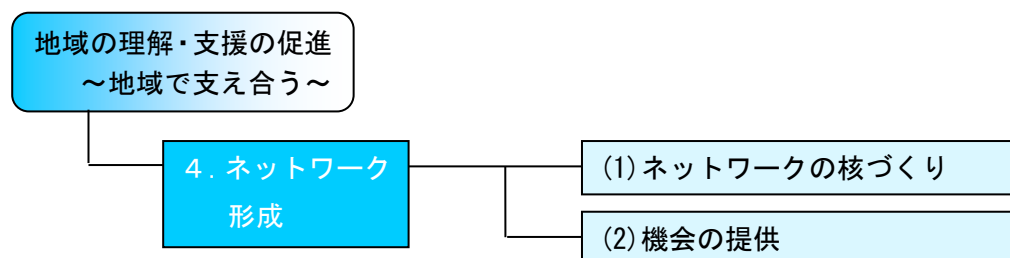 地域の理解・支援の促進
～地域で支え合う～
４．ネットワーク
形成
(1)ネットワークの核づくり
(2)機会の提供